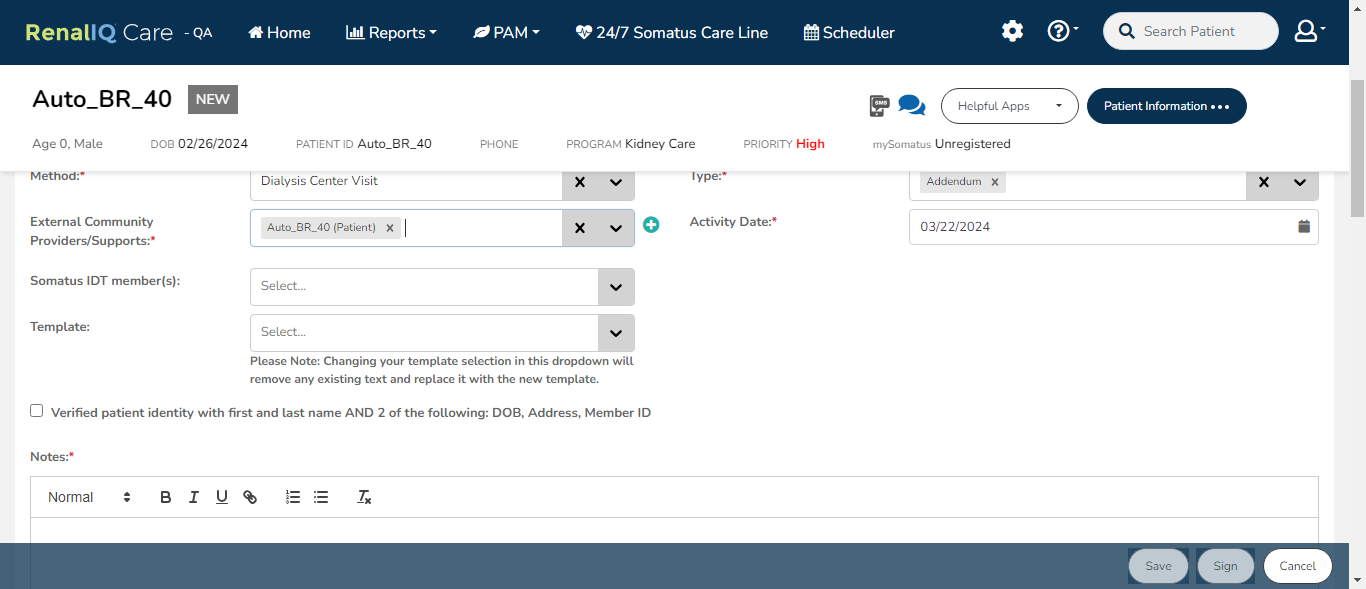 RenalIQ Care - QA Home Reports PAM 24/7 Somatus Care Line Scheduler Search Patient
Auto_BR_40 NEW
SMS Helpful Apps Patient Information
Age 0, Male DOB 02/26/2024 PATIENT ID Auto_BR_40 PHONE PROGRAM Kidney Care PRIORITY High mySomatus Unregistered
Method:* Dialysis Center Visit Type:* Addendum
External Community
Providers/Supports:* Auto_BR_40 (Patient) Activity Date:* 03/22/2024
Somatus IDT member(s): Select...
Template: Select...
Please Note: Changing your template selection in this dropdown will
remove any existing text and replace it with the new template.
Verified patient identity with first and last name AND 2 of the following: DOB, Address, Member ID
Notes:*
Normal B I U
Save Sign Cancel